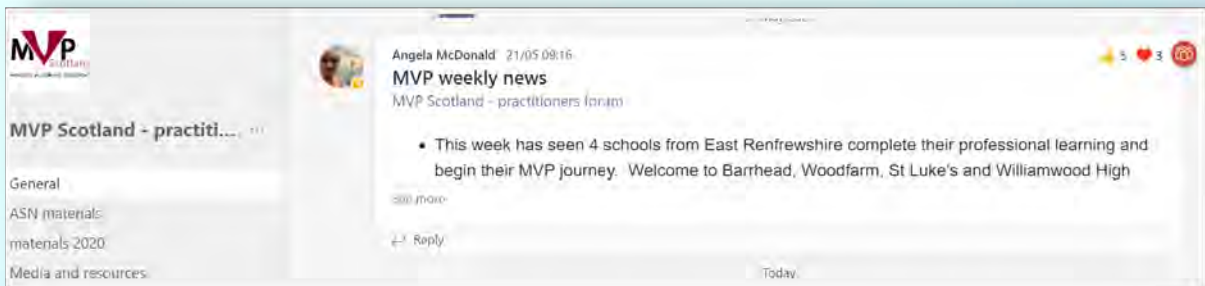 MVP
Scotland
MVP Scotland - practiti... ...
General
ASN materials
materials 2020
Media and resources
Angela McDonald 21/05 09:16
5 3
MVP weekly news
MVP Scotland - practitioners forum
• This week has seen 4 schools from East Renfrewshire complete their professional learning and
begin their MVP journey. Welcome to Barrhead, Woodfarm, St Luke's and Williamwood High
See more
Reply
Today